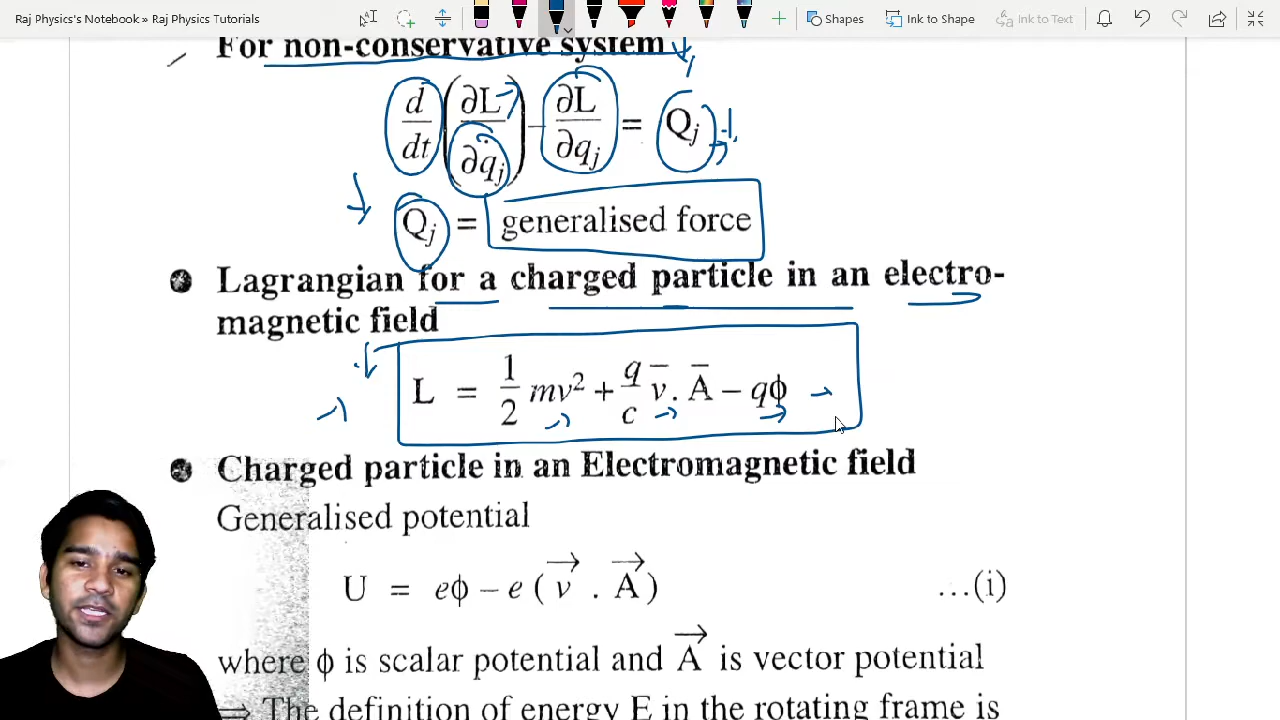 Raj Physics's Notebook » Raj Physics Tutorials
Shapes
Ink to Shape
Ink to Text
For non-conservative system
d/dt (∂L/∂q̇ⱼ) − ∂L/∂qⱼ = Qⱼ
Qⱼ = generalised force
Lagrangian for a charged particle in an electro-
magnetic field
L = 1/2 mv² + q/c v̄. Ā − qϕ
Charged particle in an Electromagnetic field
Generalised potential
U = eϕ − e (v⃗ . A⃗) ...(i)
where ϕ is scalar potential and A⃗ is vector potential
⇒ The definition of energy E in the rotating frame is